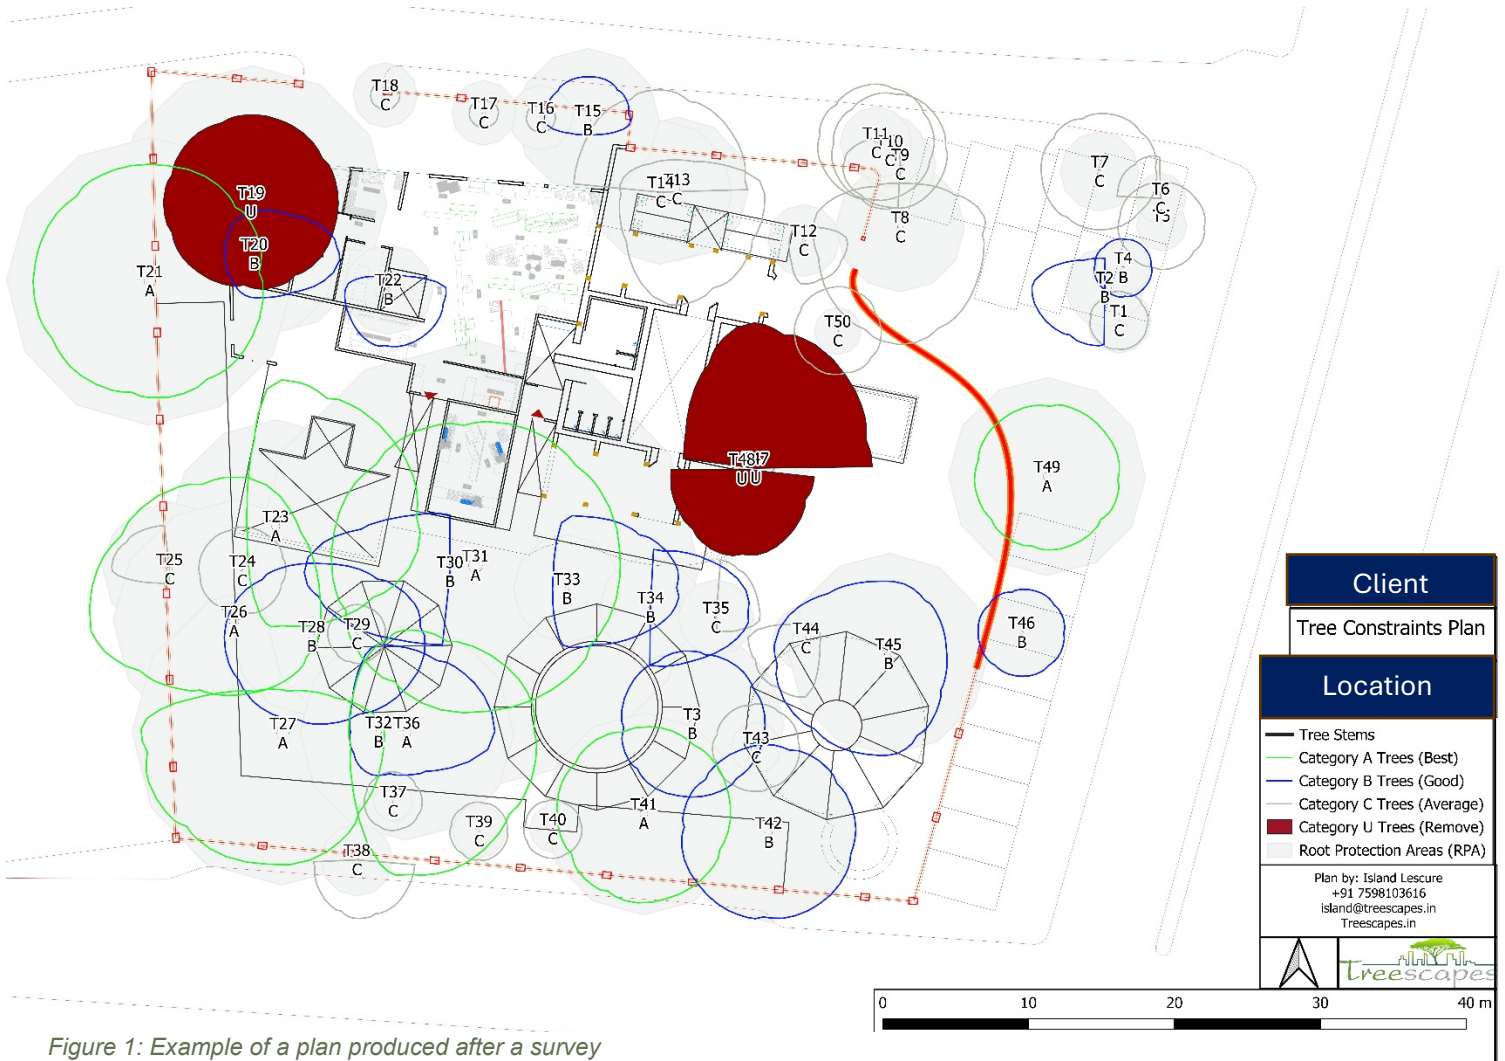 T18
C
T17
C
T16
C
T15
B
T11
C
T10
C
T9
C
T7
C
T6
C
T5
T14
C
T13
C
T19
U
T20
B
T8
C
T12
C
T21
A
T22
B
T4
B
T2
B
T1
C
T50
C
T48
U
T47
U
T49
A
T23
A
T25
C
T24
C
T30
B
T31
A
T33
B
T34
B
T35
C
T26
A
T28
B
T29
C
T44
C
T45
B
T46
B
T27
A
T32
B
T36
A
T3
B
T43
C
T37
C
T39
C
T40
C
T41
A
T42
B
T38
C
Client
Tree Constraints Plan
Location
Tree Stems
Category A Trees (Best)
Category B Trees (Good)
Category C Trees (Average)
Category U Trees (Remove)
Root Protection Areas (RPA)
Plan by: Island Lescure
+91 7598103616
island@treescapes.in
Treescapes.in
treescapes
0 10 20 30 40 m
Figure 1: Example of a plan produced after a survey